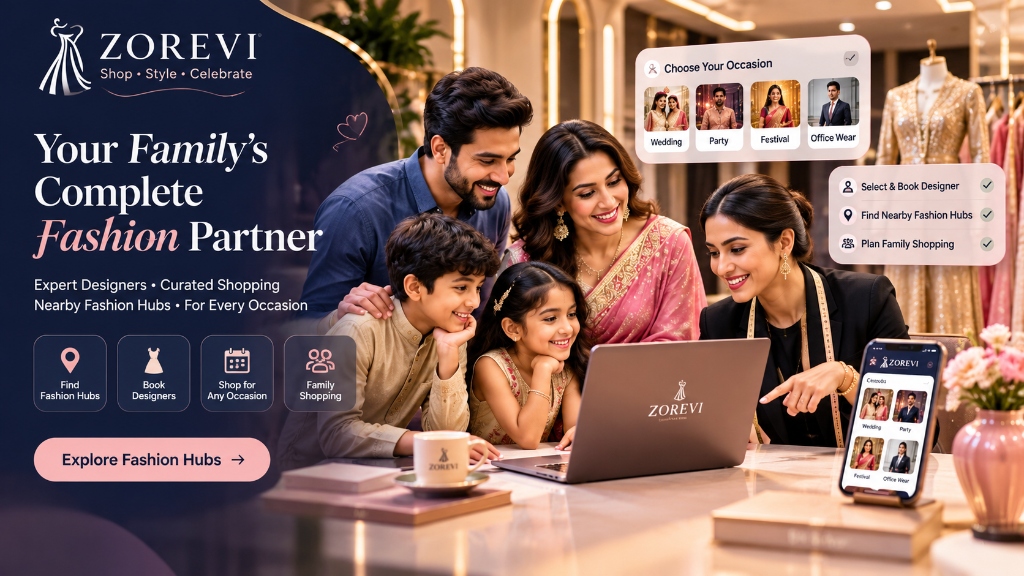 ZOREVI
Shop • Style • Celebrate
Your Family's
Complete
Fashion Partner
Expert Designers • Curated Shopping
Nearby Fashion Hubs • For Every Occasion
Find
Fashion Hubs
Book
Designers
Shop for
Any Occasion
Family
Shopping
Explore Fashion Hubs →
Choose Your Occasion
Wedding
Party
Festival
Office Wear
Select & Book Designer
Find Nearby Fashion Hubs
Plan Family Shopping
ZOREVI
ZOREVI
ZOREVI
Wedding
Party
Festival
Office Wear